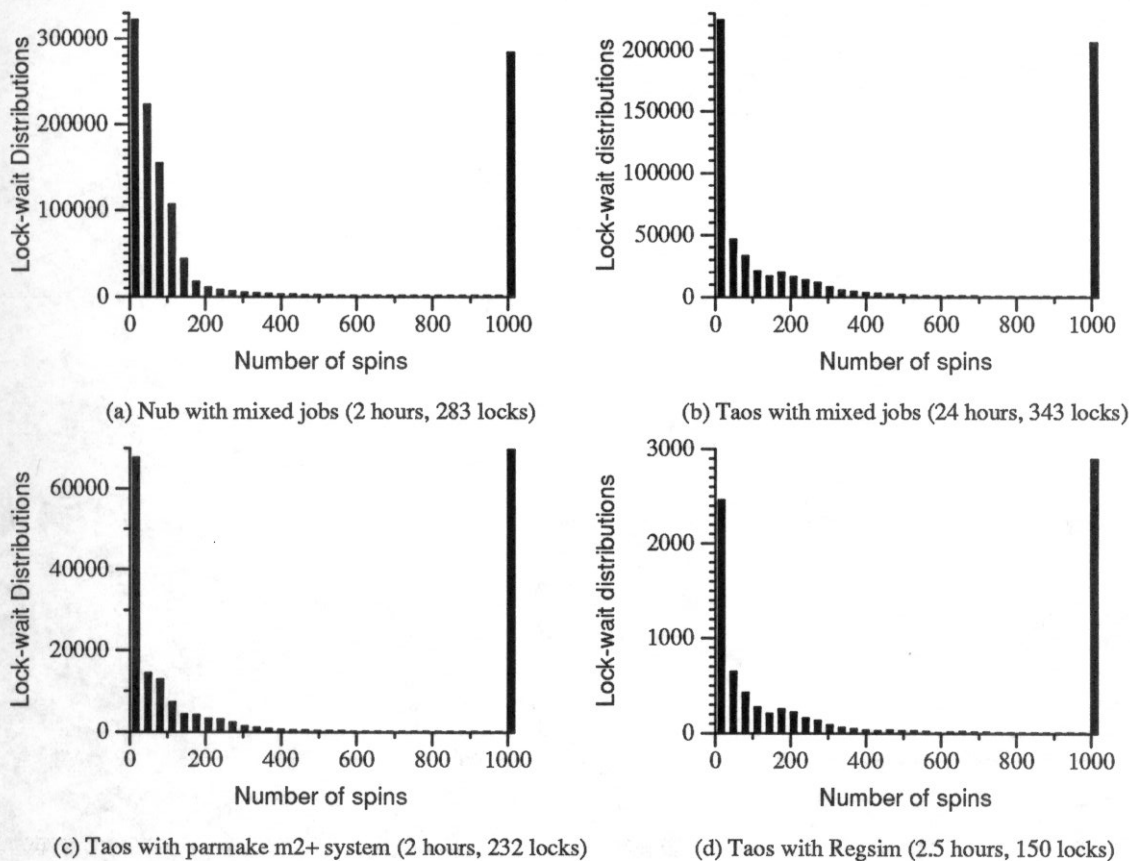 Lock-wait Distributions
300000
200000
100000
0
0 200 400 600 800 1000
Number of spins
(a) Nub with mixed jobs (2 hours, 283 locks)
Lock-wait distributions
200000
150000
100000
50000
0
0 200 400 600 800 1000
Number of spins
(b) Taos with mixed jobs (24 hours, 343 locks)
Lock-wait Distributions
60000
40000
20000
0
0 200 400 600 800 1000
Number of spins
(c) Taos with parmake m2+ system (2 hours, 232 locks)
Lock-wait distributions
3000
2000
1000
0
0 200 400 600 800 1000
Number of spins
(d) Taos with Regsim (2.5 hours, 150 locks)